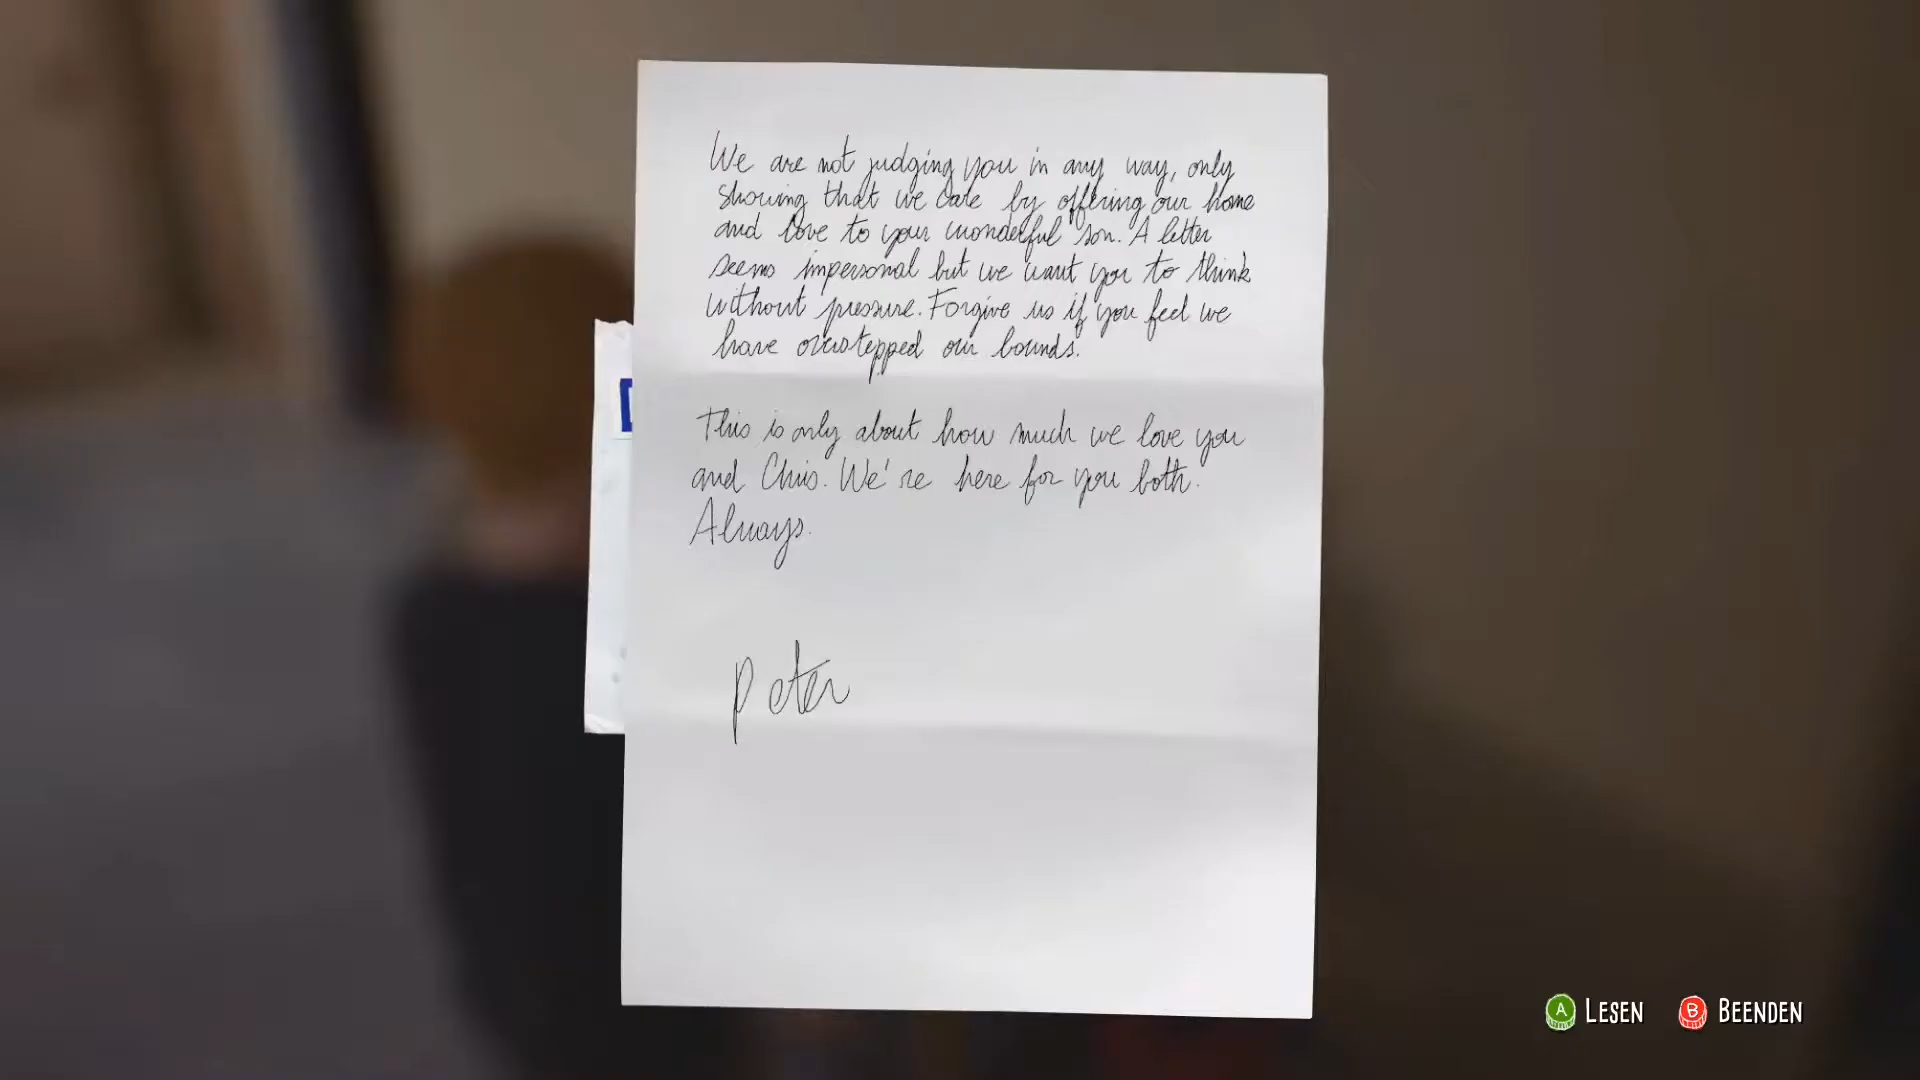 We are not judging you in any way, only
showing that we care by offering our home
and love to your wonderful son. A letter
seems impersonal but we want you to think
without pressure. Forgive us if you feel we
have overstepped our bounds.
This is only about how much we love you
and Chris. We're here for you both.
Always.
Peter
A LESEN B BEENDEN